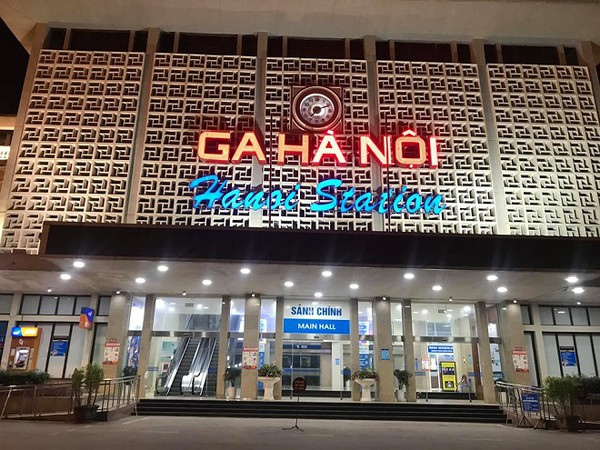 GA HÀ NỘI
Hanoi Station
SẢNH CHÍNH
MAIN HALL